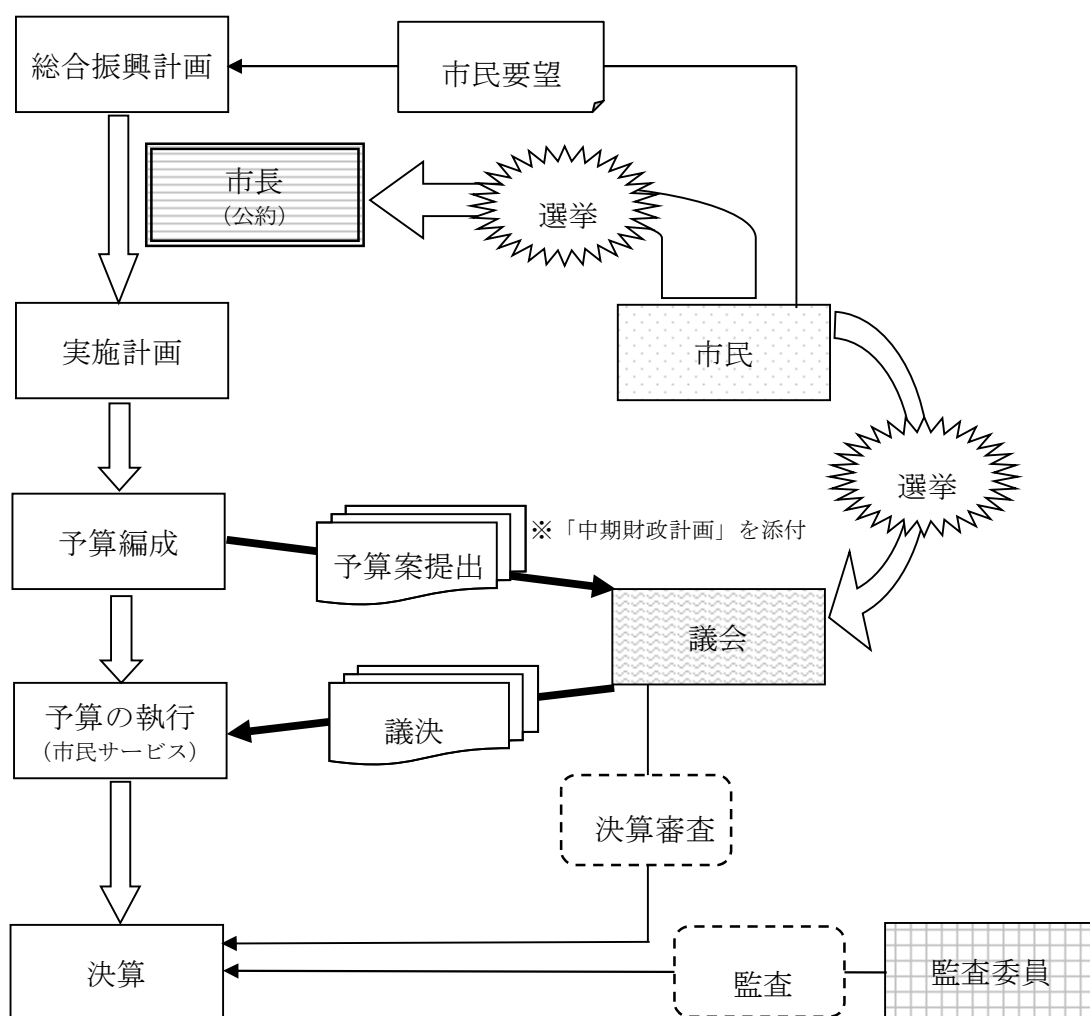 総合振興計画
市民要望
市長
（公約）
選挙
実施計画
市民
選挙
予算編成
※「中期財政計画」を添付
予算案提出
議会
予算の執行
（市民サービス）
議決
決算審査
決算
監査
監査委員